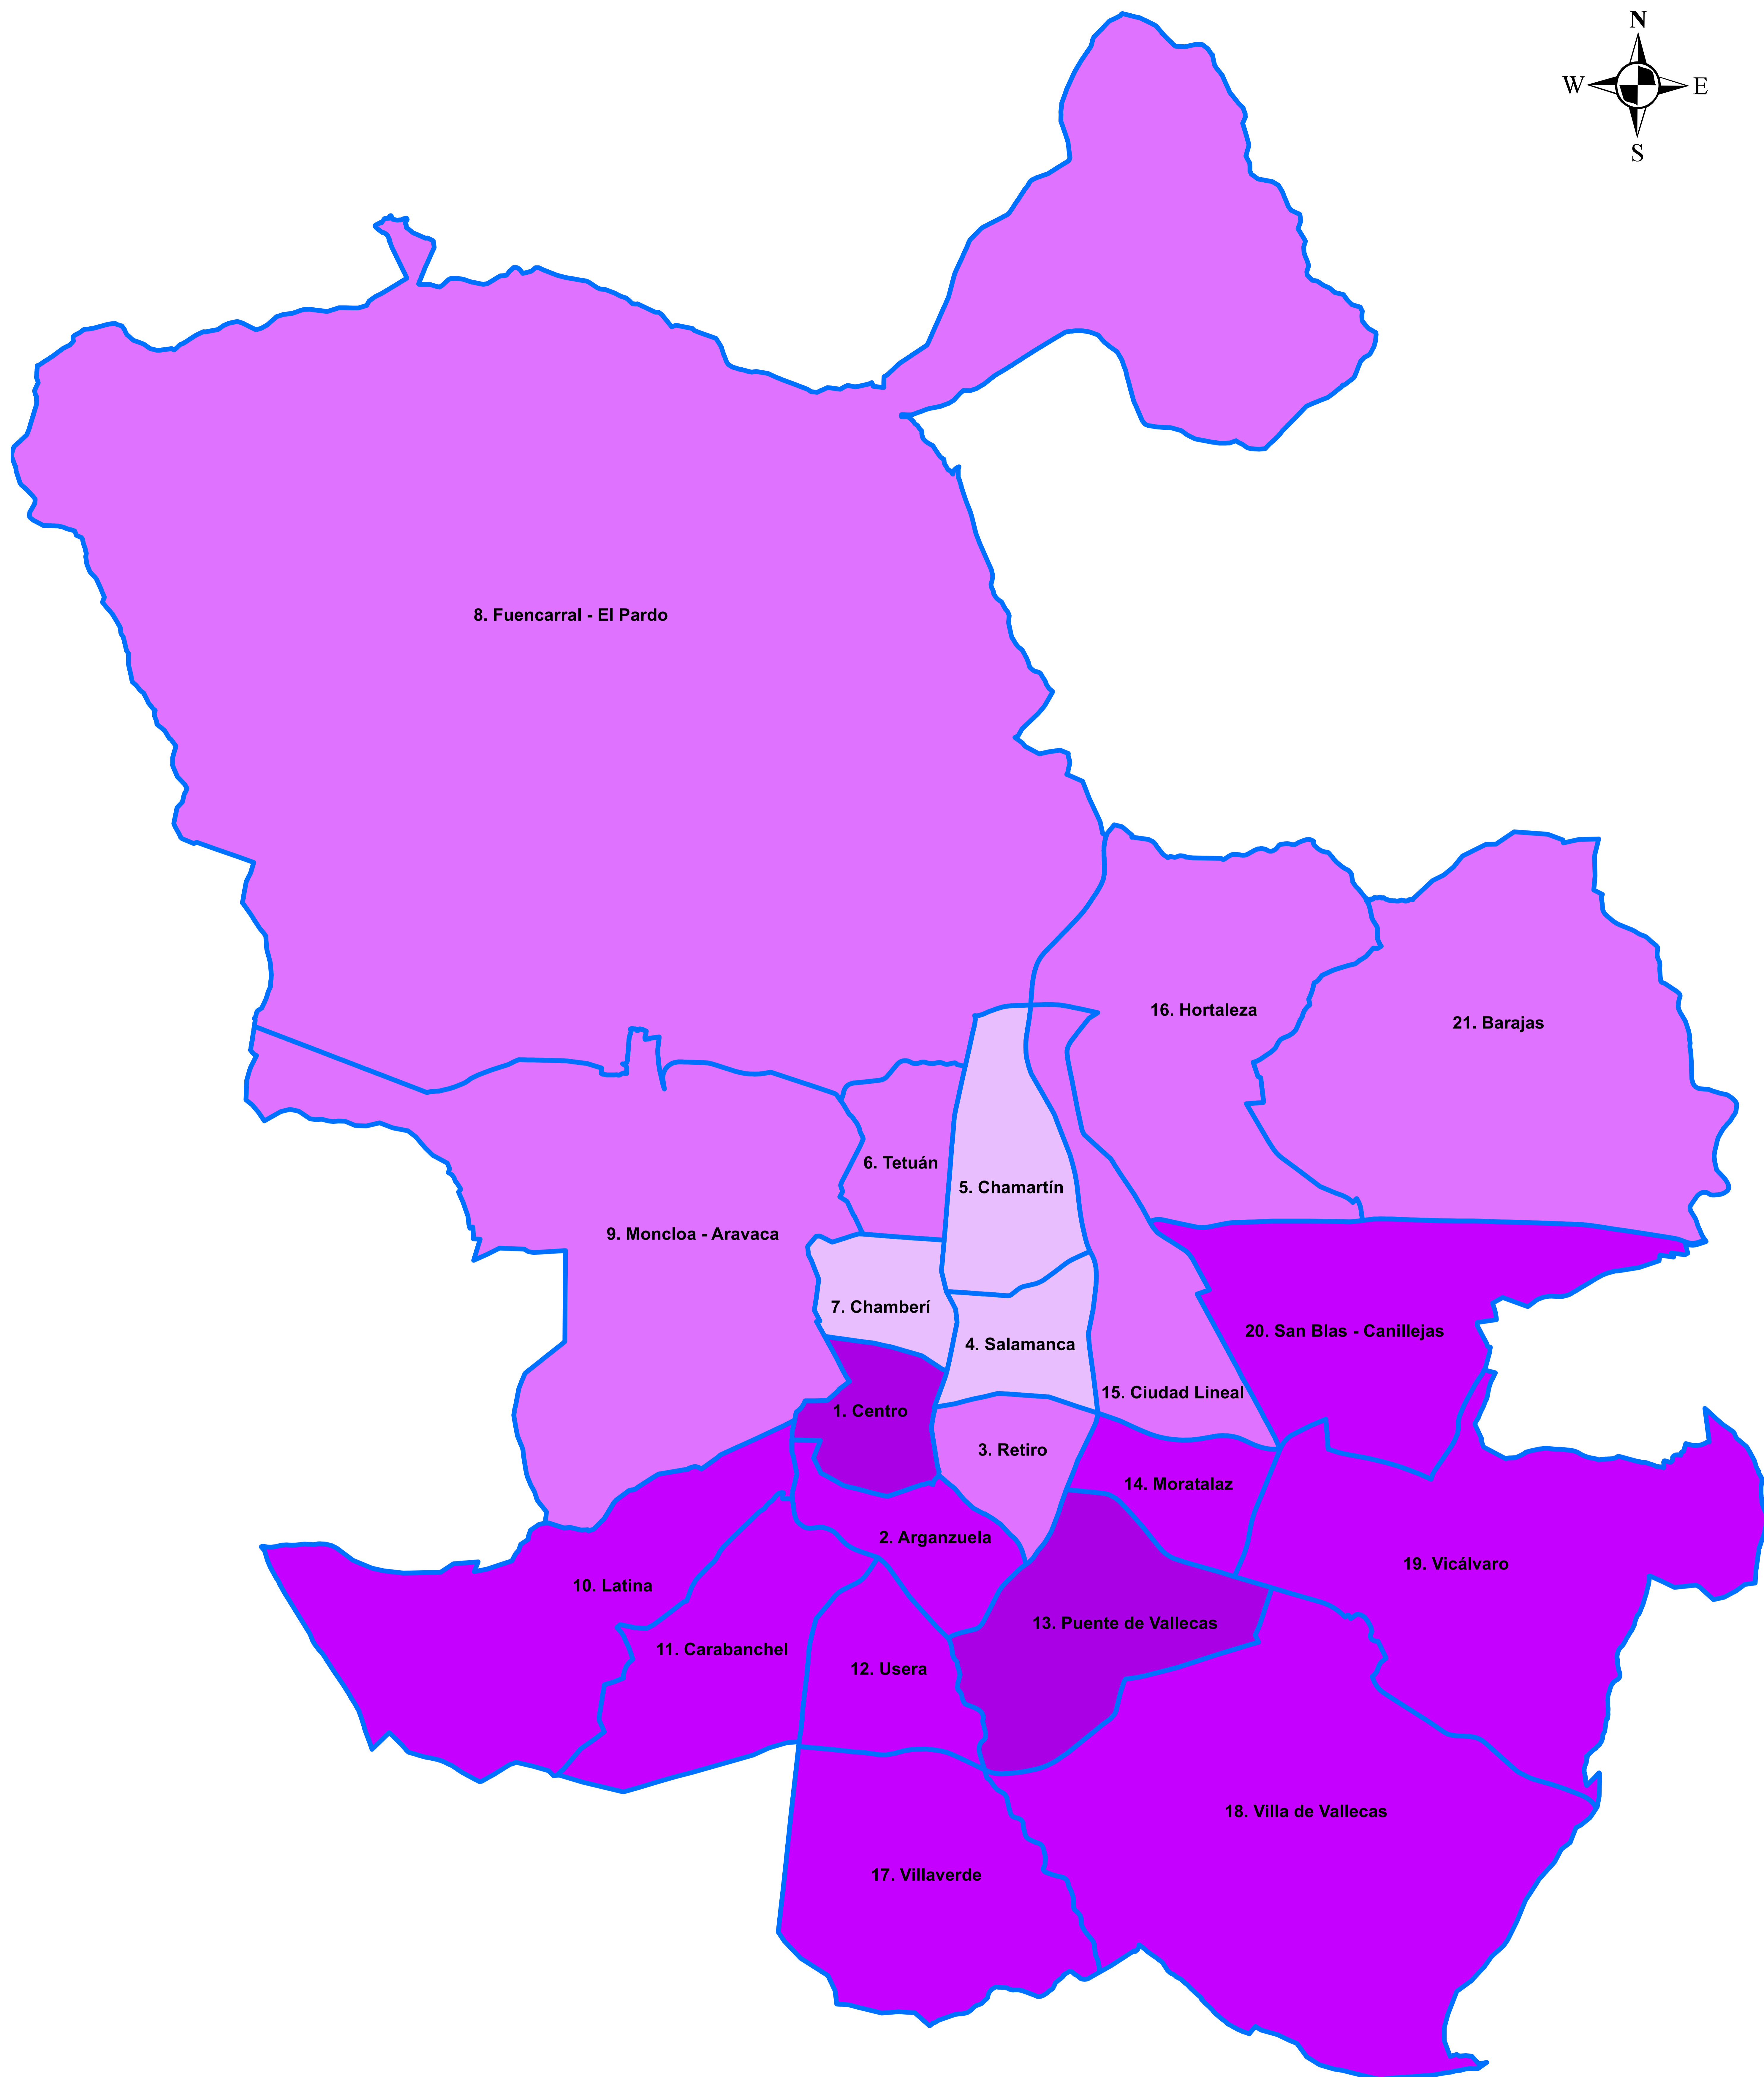 N
W E
S
8. Fuencarral - El Pardo
16. Hortaleza
21. Barajas
6. Tetuán
5. Chamartín
9. Moncloa - Aravaca
7. Chamberí
20. San Blas - Canillejas
4. Salamanca
15. Ciudad Lineal
1. Centro
3. Retiro
14. Moratalaz
2. Arganzuela
19. Vicálvaro
10. Latina
13. Puente de Vallecas
11. Carabanchel
12. Usera
18. Villa de Vallecas
17. Villaverde